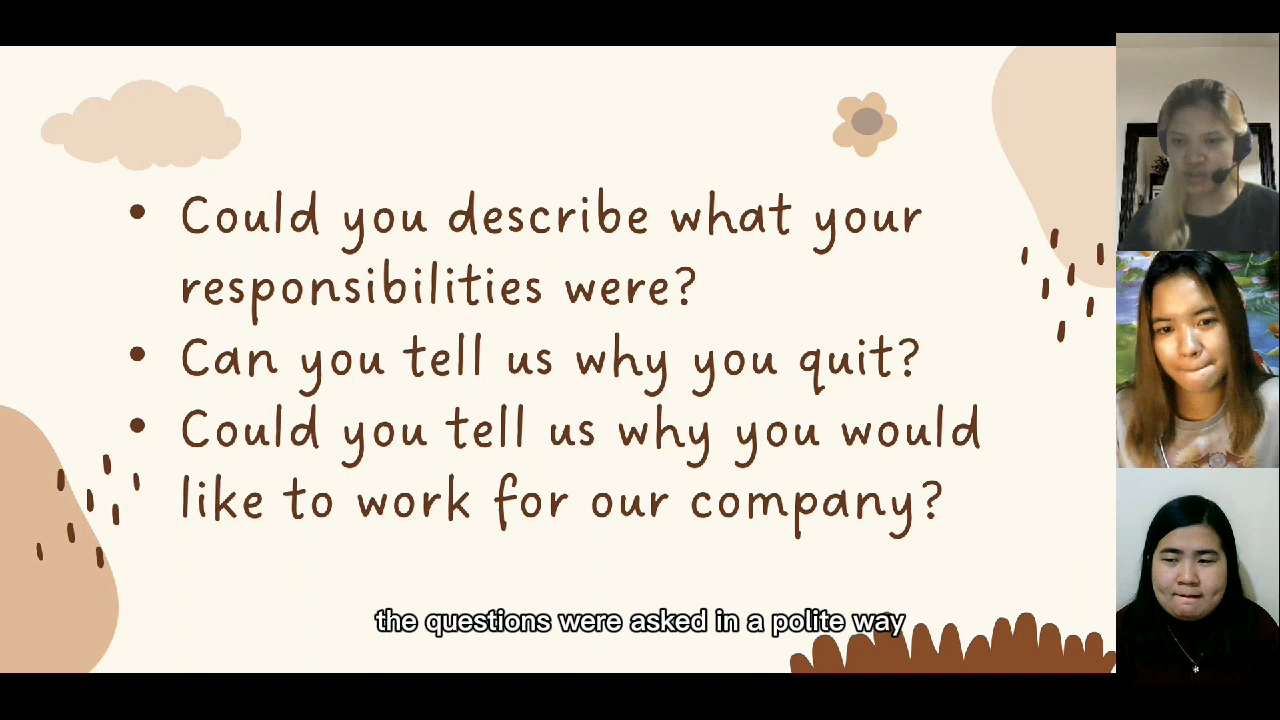 • Could you describe what your
responsibilities were?
• Can you tell us why you quit?
• Could you tell us why you would
like to work for our company?
the questions were asked in a polite way